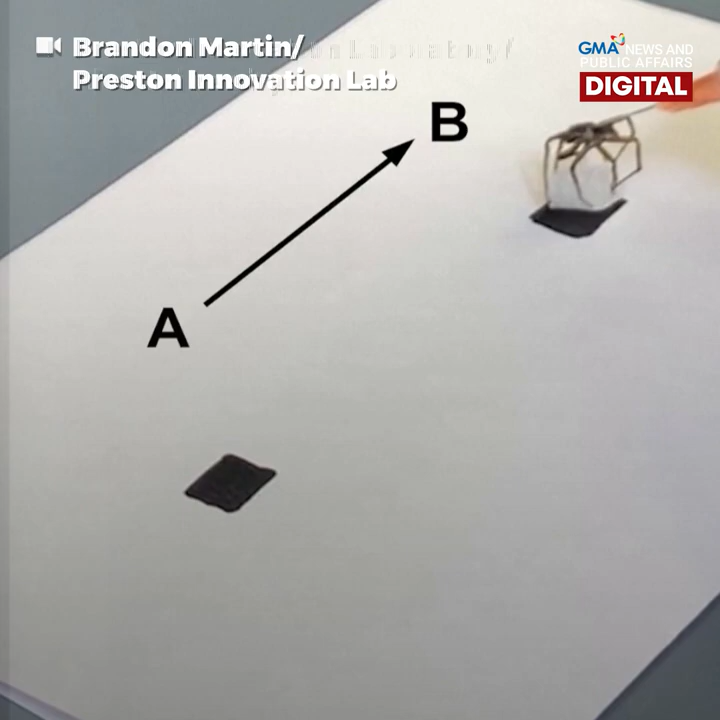 Brandon Martin/
Preston Innovation Lab
GMA NEWS AND
PUBLIC AFFAIRS
DIGITAL
B
A